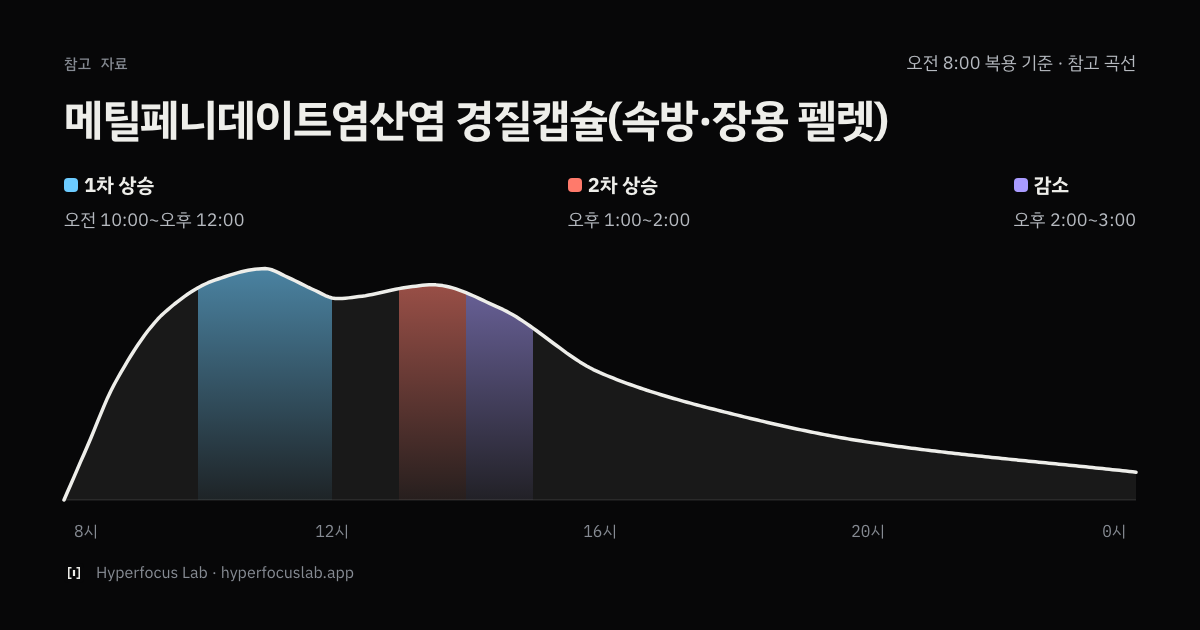 참고 자료
오전 8:00 복용 기준 · 참고 곡선
메틸페니데이트염산염 경질캡슐(속방·장용 펠렛)
1차 상승
오전 10:00~오후 12:00
2차 상승
오후 1:00~2:00
감소
오후 2:00~3:00
8시
12시
16시
20시
0시
Hyperfocus Lab · hyperfocuslab.app